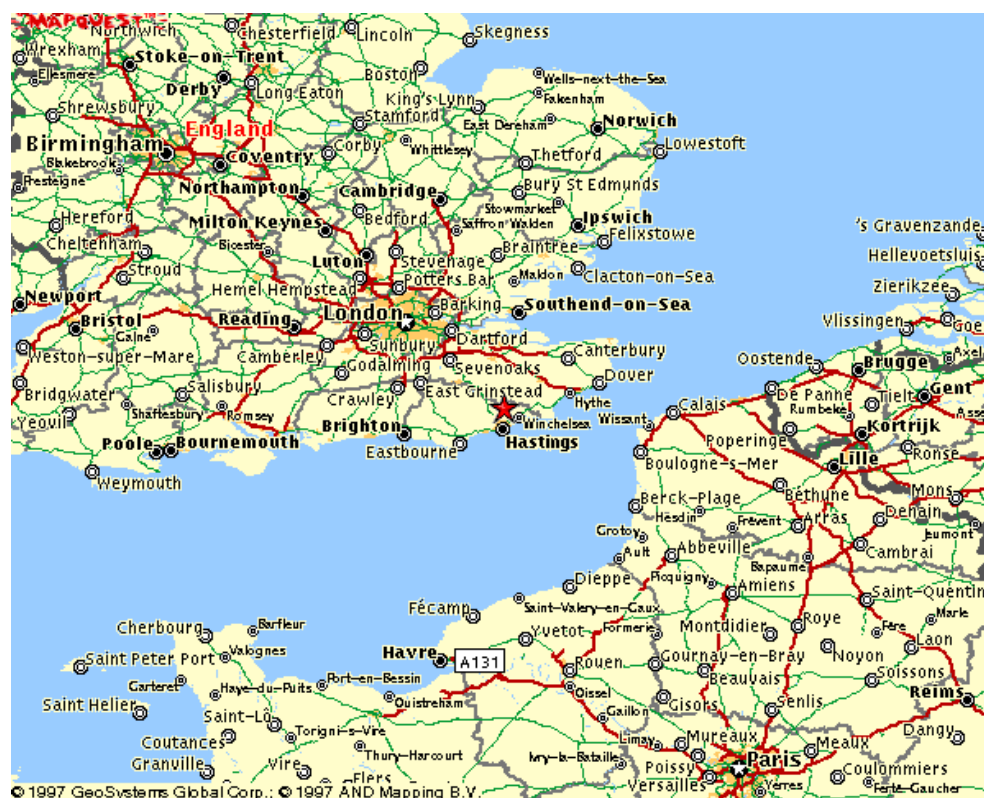 MAPQUEST
Northwich
Chesterfield
Lincoln
Skegness
Wrexham
Stoke-on-Trent
Ellesmere
Derby
Long Eaton
Boston
Wells-next-the-Sea
Fakenham
Shrewsbury
King's Lynn
Stamford
East Dereham
Norwich
England
Birmingham
Blakebrook
Coventry
Corby
Whittlesey
Thetford
Lowestoft
Presteigne
Northampton
Cambridge
Bury St Edmunds
Stowmarket
Hereford
Milton Keynes
Bedford
Saffron Walden
Ipswich
Felixstowe
's Gravenzande
Cheltenham
Bicester
Luton
Stevenage
Braintree
Hellevoetsluis
Stroud
Hemel Hempstead
Potters Bar
Maldon
Clacton-on-Sea
Zierikzee
Newport
Bristol
Calne
Reading
London
Barking
Southend-on-Sea
Vlissingen
Goe
Weston-super-Mare
Camberley
Sunbury
Dartford
Canterbury
Oostende
Brugge
Axel
Bridgwater
Salisbury
Godalming
Sevenoaks
Dover
De Panne
Gent
Yeovil
Shaftesbury
Romsey
Crawley
East Grinstead
Hythe
Wissant
Calais
Rumbeke
Tielt
Asse
Poole
Bournemouth
Brighton
Winchelsea
Hastings
Eastbourne
Poperinge
Kortrijk
Weymouth
Boulogne-s-Mer
Lille
Ronse
Berck-Plage
Béthune
Mons
Hesdin
Frévent
Arras
Dehain
Jeumont
Grotoy
Ault
Abbeville
Bapaume
Cambrai
Dieppe
Picquigny
Amiens
Saint-Quentin
Fécamp
Saint-Valery-en-Caux
Marle
Cherbourg
Barfleur
Yvetot
Formerie
Montdidier
Roye
Fére
Laon
Saint Peter Port
Valognes
Havre
A131
Rouen
Gournay-en-Bray
Noyon
Soissons
Carteret
Haye-du-Puits
Port-en-Bessin
Ouistreham
Oissel
Beauvais
Reims
Saint Helier
Saint-Lô
Gaillon
Gisors
Senlis
Coutances
Torigni-s-Vire
Thury-Harcourt
Limay
Mureaux
Meaux
Dangy
Granville
Vire
Ivry-la-Bataille
Poissy
Paris
Coulommiers
Flers
Versailles
Yerres
Ferte-Gaucher
© 1997 GeoSystems Global Corp.; © 1997 AND Mapping B.V.